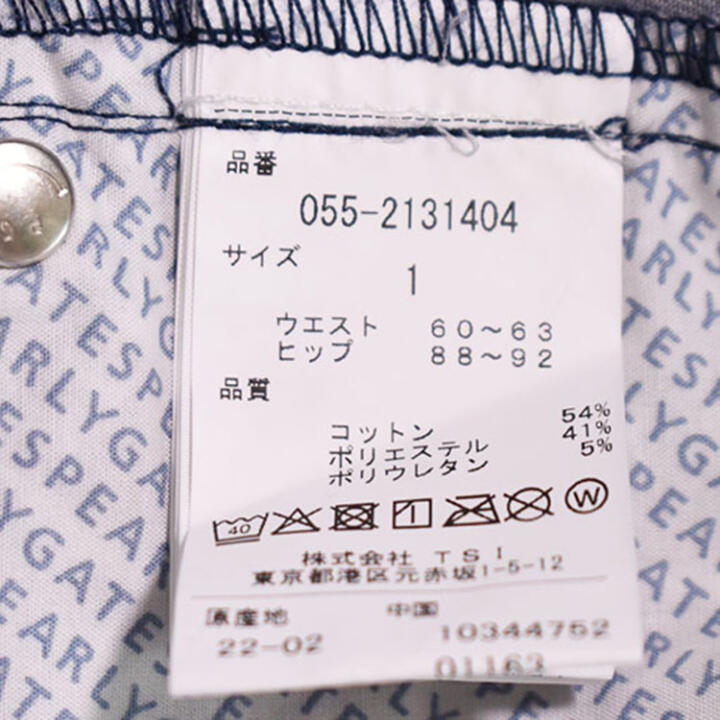 品番
055-2131404
サイズ
1
ウエスト 60～63
ヒップ 88～92
品質
コットン 54%
ポリエステル 41%
ポリウレタン 5%
40
W
株式会社 TSI
東京都港区元赤坂1-5-12
原産地 中国
22-02 10344752
01163
PEARLYGATES